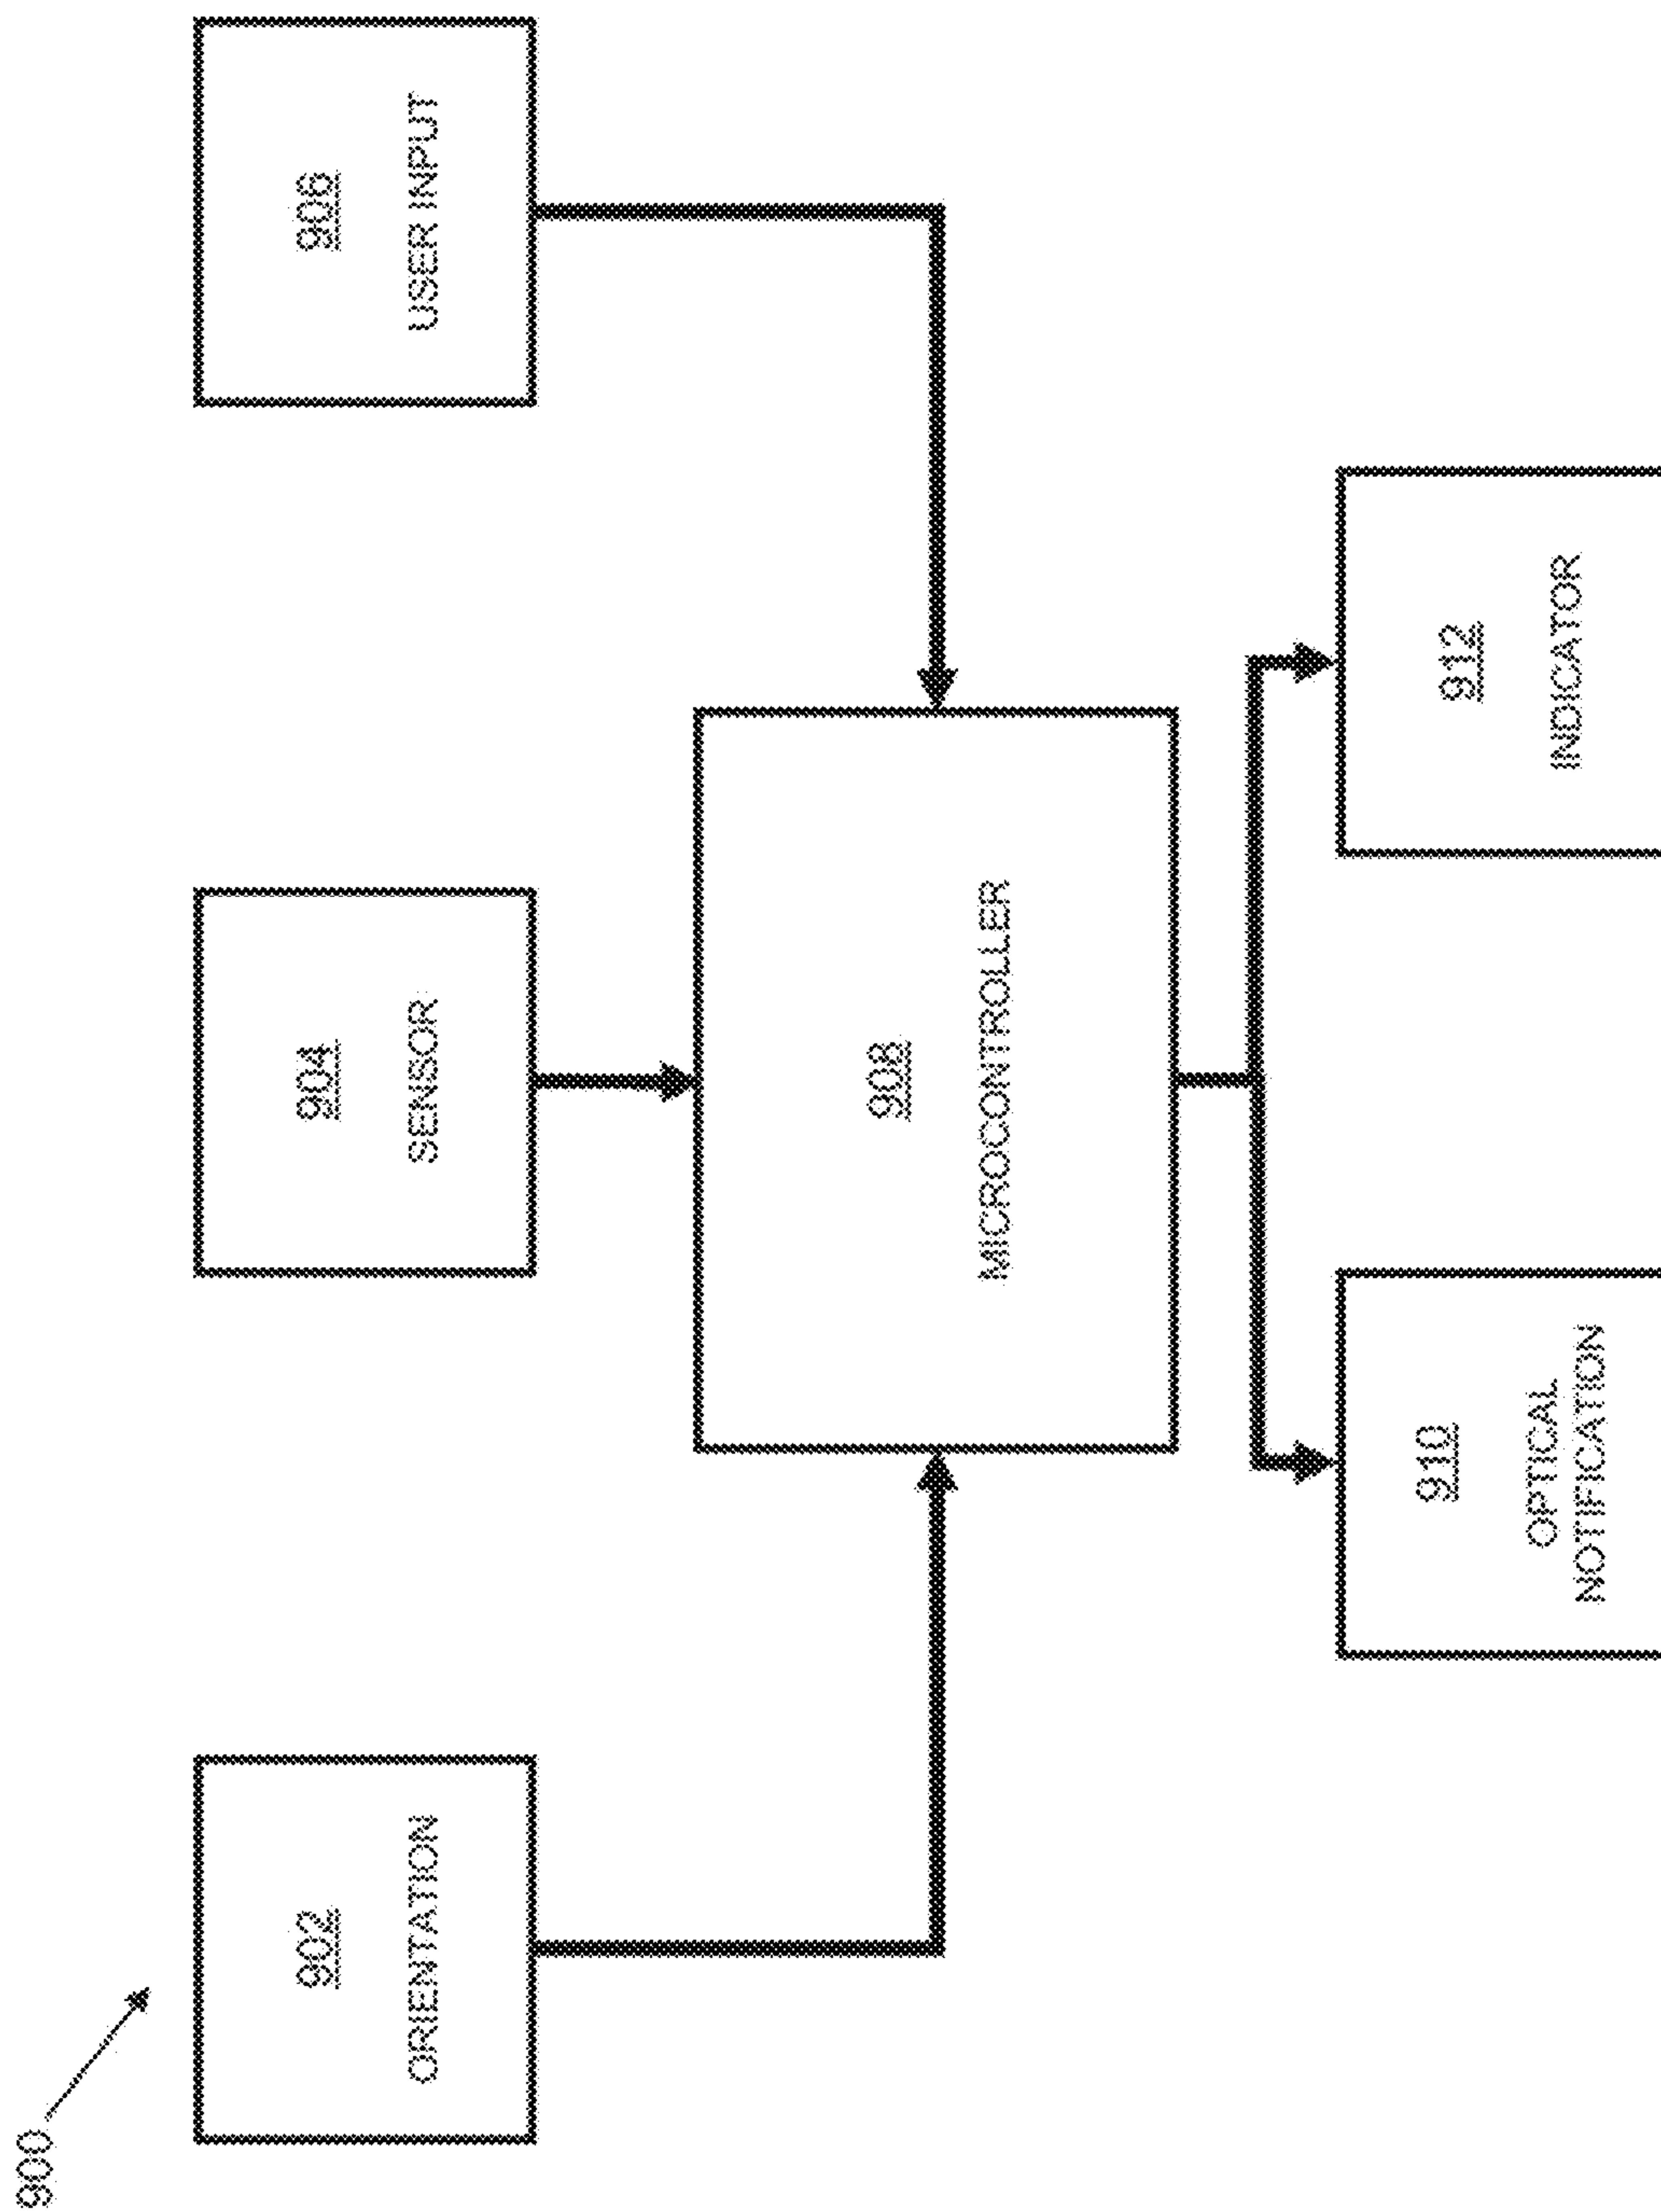 900
902
ORIENTATION
904
SENSOR
906
USER INPUT
908
MICROCONTROLLER
910
OPTICAL
NOTIFICATION
912
INDICATOR